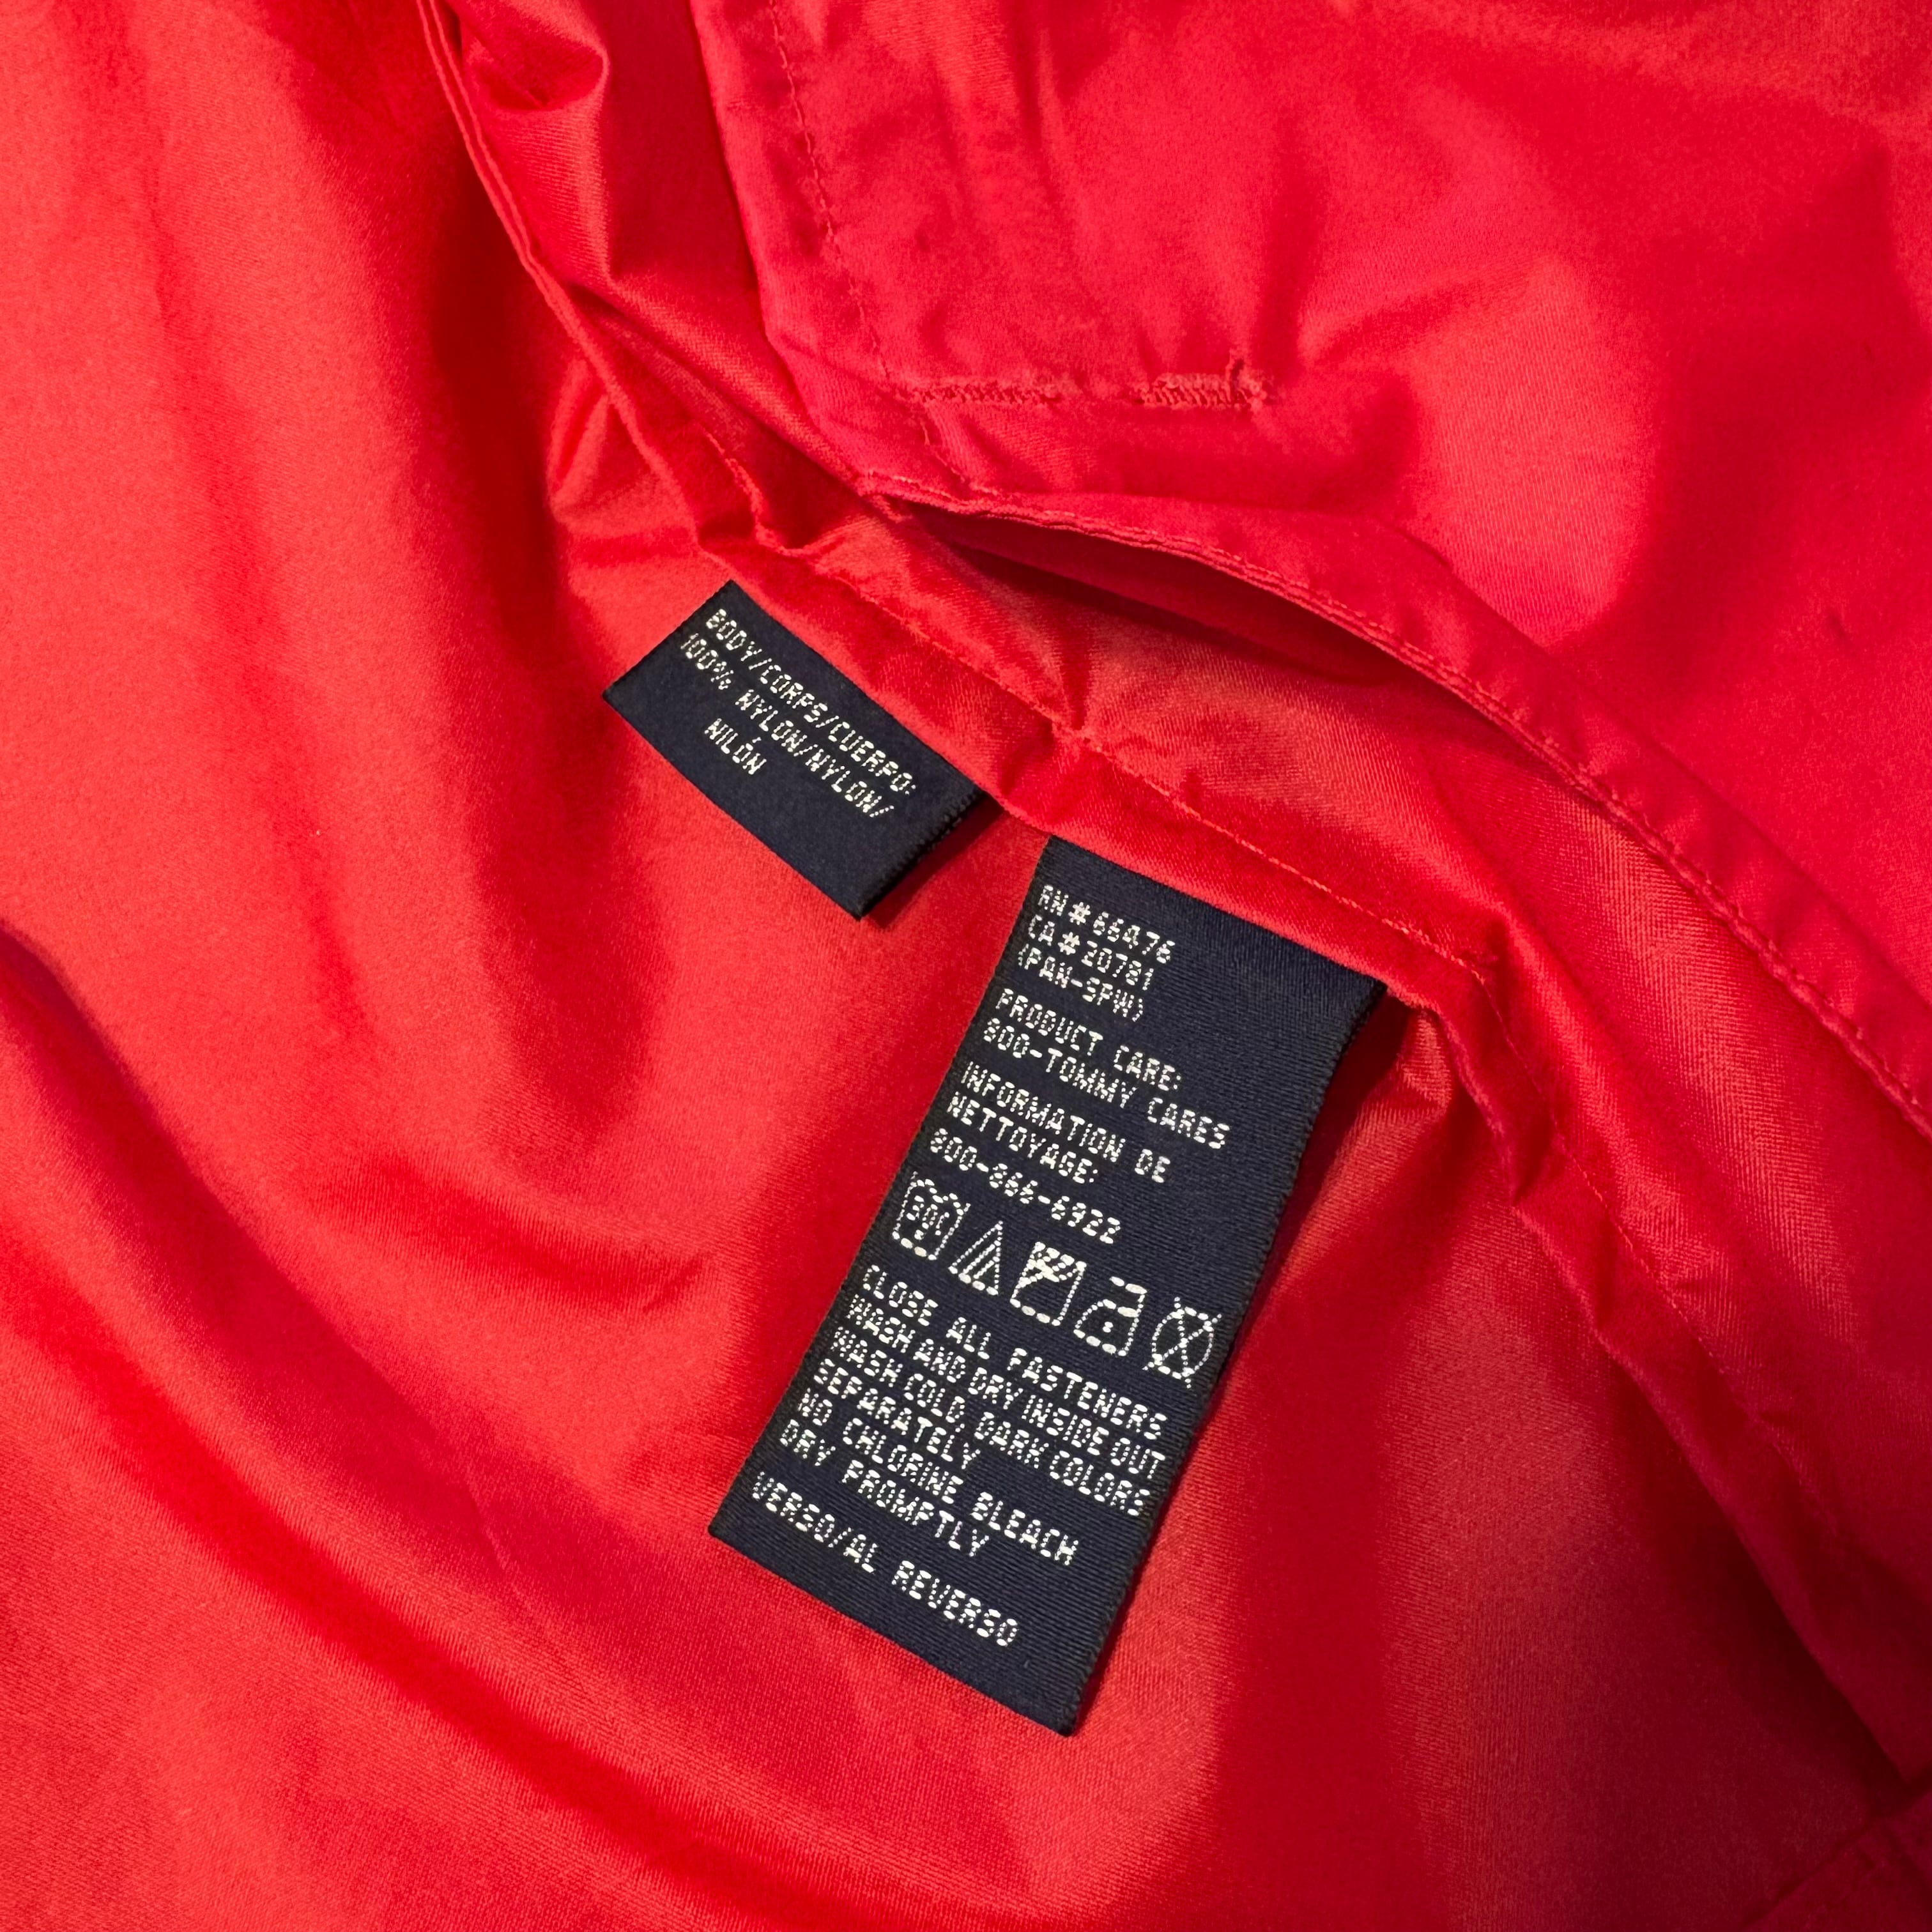 BODY/CORPS/CUERPO:
100% NYLON/NYLON/
NILÓN
RN#66476
CA#20781
(PAN-SPW)
PRODUCT CARE:
800-TOMMY CARES
INFORMATION DE
NETTOYAGE:
800-866-6922
30C
CLOSE ALL FASTENERS
WASH AND DRY INSIDE OUT
WASH COLD, DARK COLORS
SEPARATELY
NO CHLORINE BLEACH
DRY PROMPTLY
VERSO/AL REVERSO